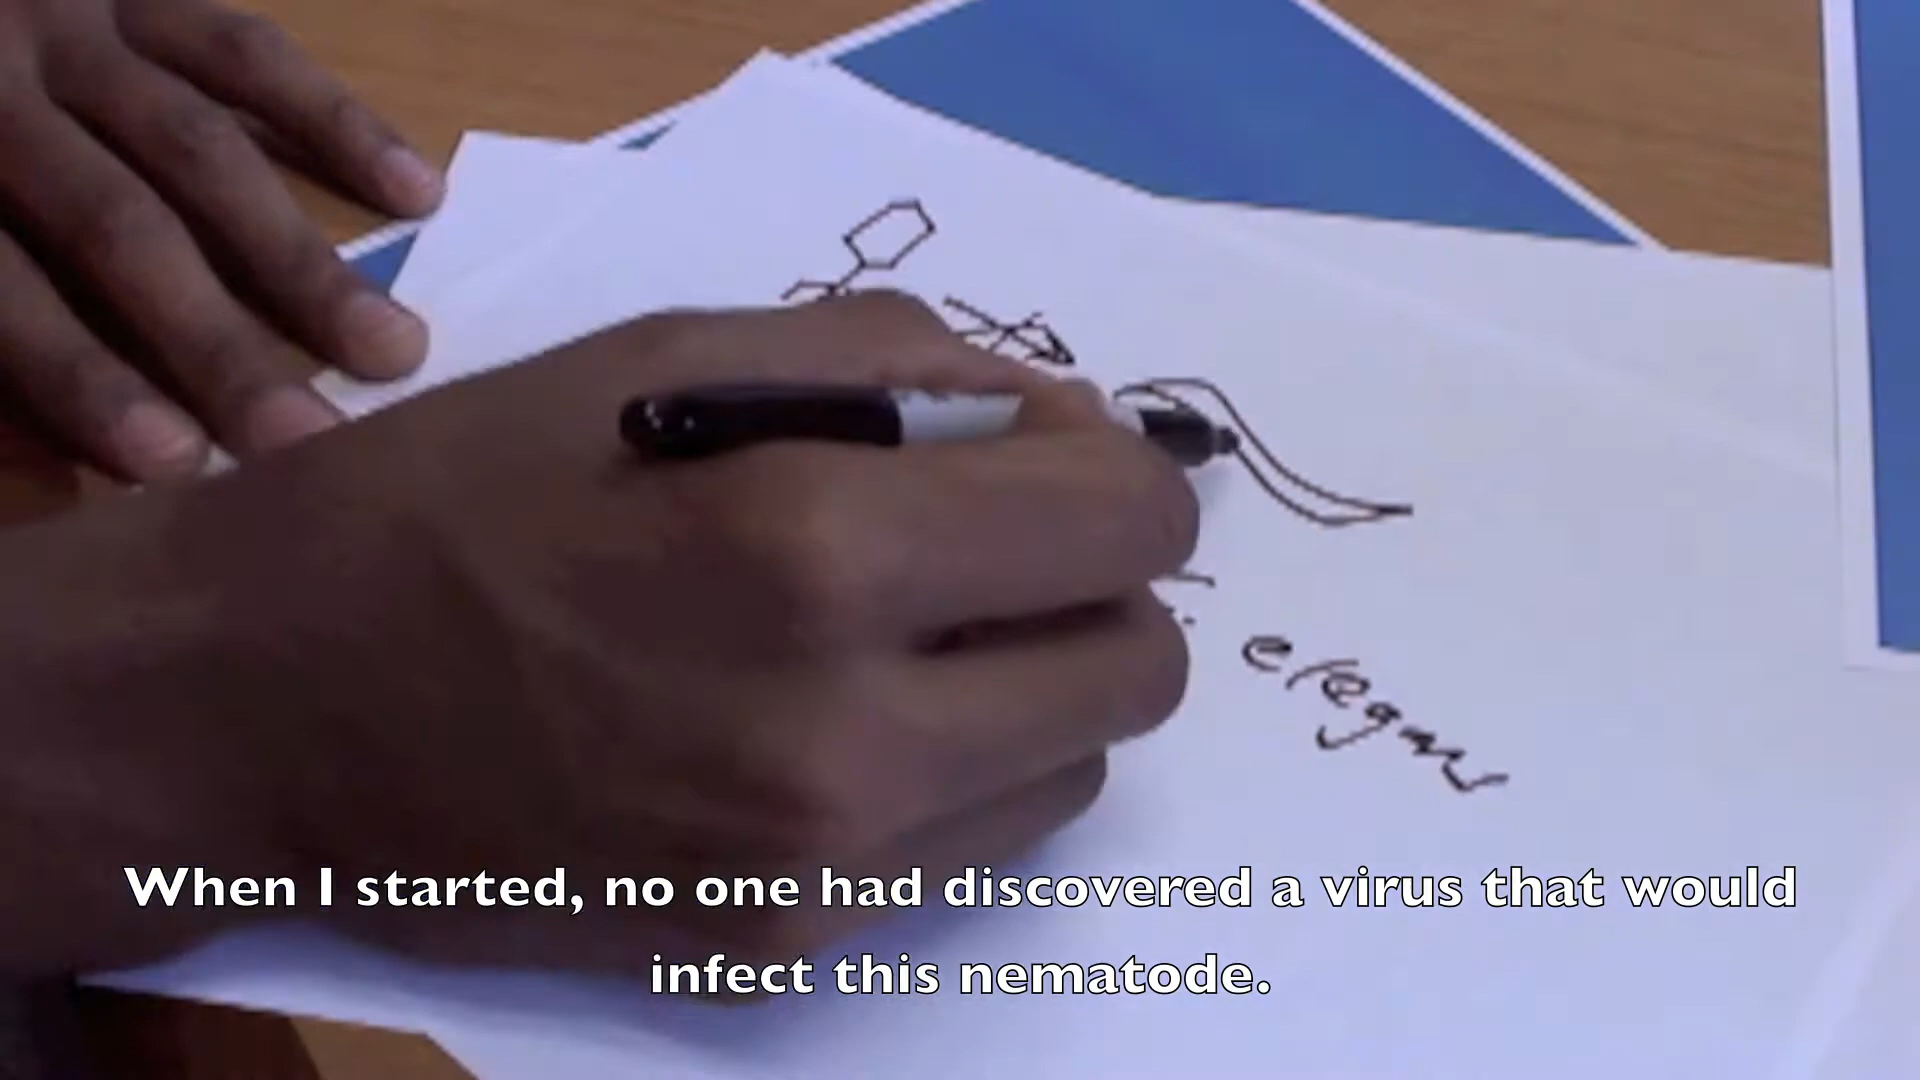 elegans
When I started, no one had discovered a virus that would
infect this nematode.